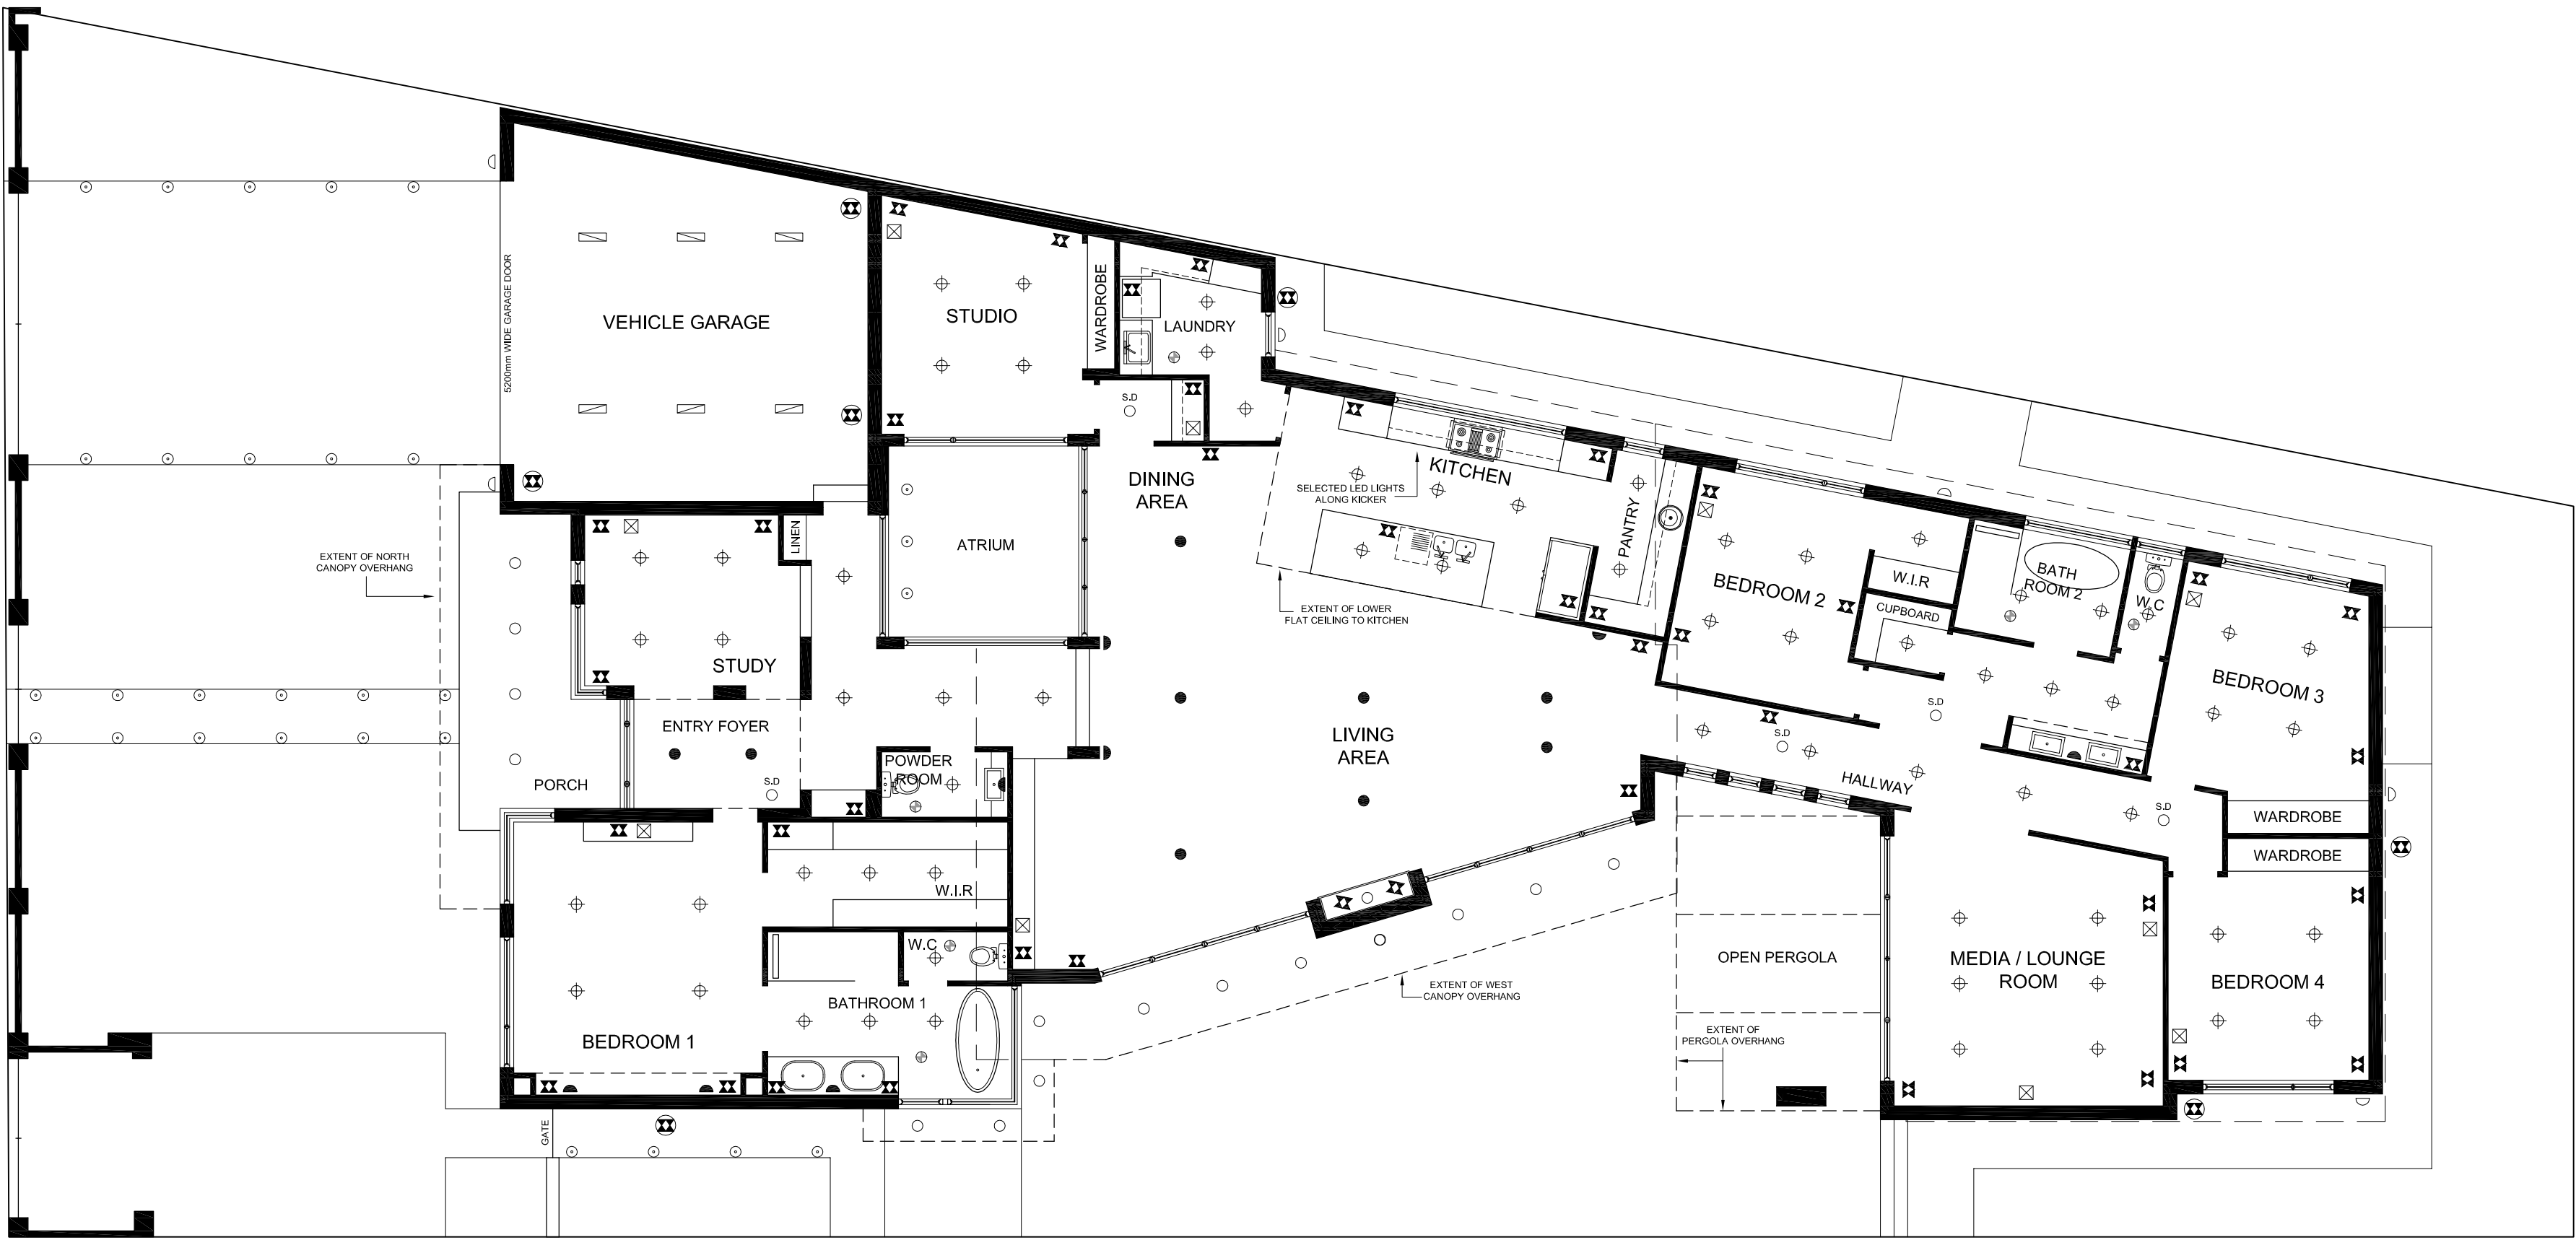 5200mm WIDE GARAGE DOOR
VEHICLE GARAGE
STUDIO
WARDROBE
LAUNDRY
S.D
DINING
AREA
KITCHEN
SELECTED LED LIGHTS
ALONG KICKER
PANTRY
LINEN
ATRIUM
EXTENT OF NORTH
CANOPY OVERHANG
EXTENT OF LOWER
FLAT CEILING TO KITCHEN
BEDROOM 2
W.I.R
CUPBOARD
BATH
ROOM 2
W.C
BEDROOM 3
STUDY
ENTRY FOYER
S.D
PORCH
POWDER
ROOM
LIVING
AREA
S.D
S.D
HALLWAY
S.D
WARDROBE
WARDROBE
W.I.R
W.C
BATHROOM 1
BEDROOM 1
EXTENT OF WEST
CANOPY OVERHANG
OPEN PERGOLA
EXTENT OF
PERGOLA OVERHANG
MEDIA / LOUNGE
ROOM
BEDROOM 4
GATE